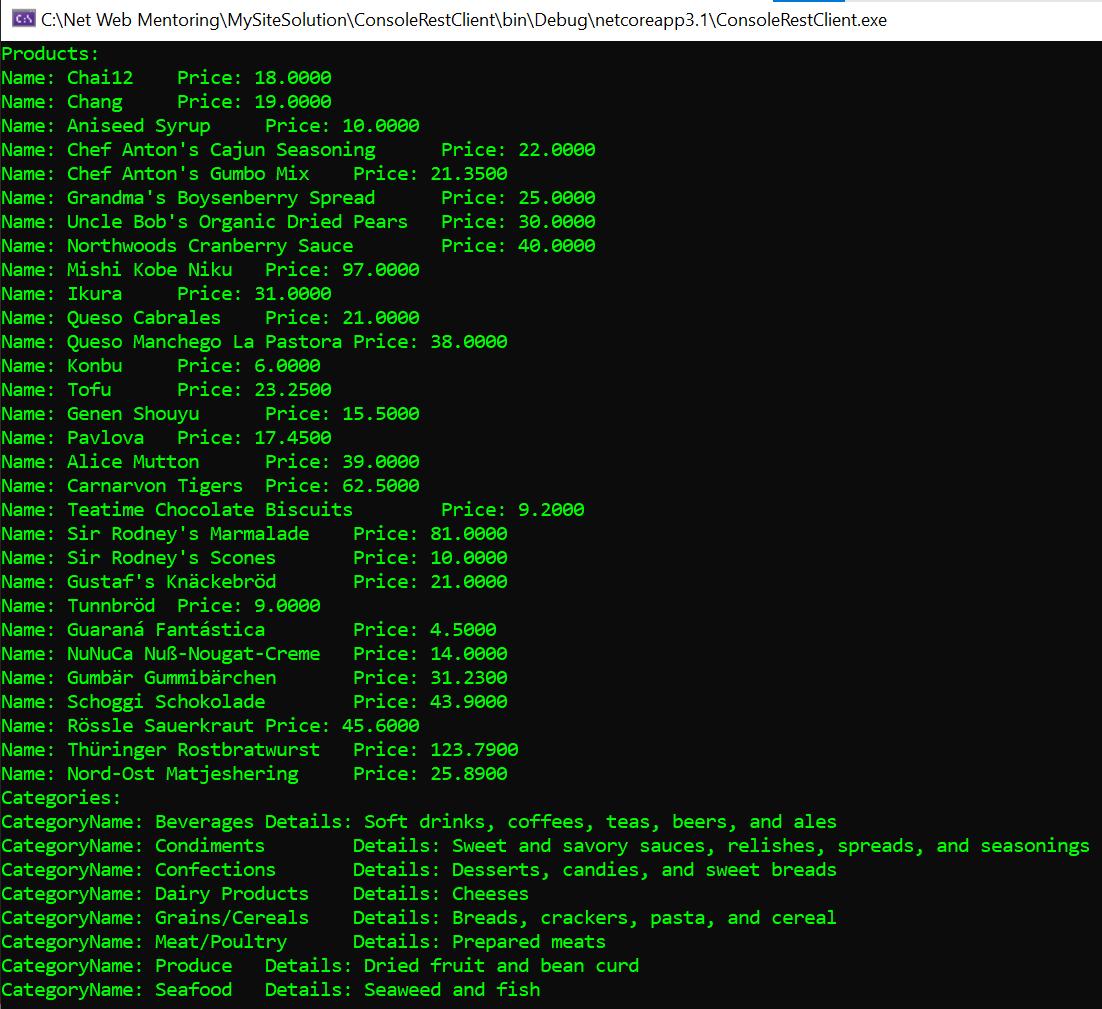 C:\Net Web Mentoring\MySiteSolution\ConsoleRestClient\bin\Debug\netcoreapp3.1\ConsoleRestClient.exe
Products:
Name: Chai12    Price: 18.0000
Name: Chang     Price: 19.0000
Name: Aniseed Syrup     Price: 10.0000
Name: Chef Anton's Cajun Seasoning      Price: 22.0000
Name: Chef Anton's Gumbo Mix    Price: 21.3500
Name: Grandma's Boysenberry Spread      Price: 25.0000
Name: Uncle Bob's Organic Dried Pears   Price: 30.0000
Name: Northwoods Cranberry Sauce        Price: 40.0000
Name: Mishi Kobe Niku   Price: 97.0000
Name: Ikura     Price: 31.0000
Name: Queso Cabrales    Price: 21.0000
Name: Queso Manchego La Pastora Price: 38.0000
Name: Konbu     Price: 6.0000
Name: Tofu      Price: 23.2500
Name: Genen Shouyu      Price: 15.5000
Name: Pavlova   Price: 17.4500
Name: Alice Mutton      Price: 39.0000
Name: Carnarvon Tigers  Price: 62.5000
Name: Teatime Chocolate Biscuits        Price: 9.2000
Name: Sir Rodney's Marmalade    Price: 81.0000
Name: Sir Rodney's Scones       Price: 10.0000
Name: Gustaf's Knäckebröd       Price: 21.0000
Name: Tunnbröd  Price: 9.0000
Name: Guaraná Fantástica        Price: 4.5000
Name: NuNuCa Nuß-Nougat-Creme   Price: 14.0000
Name: Gumbär Gummibärchen       Price: 31.2300
Name: Schoggi Schokolade        Price: 43.9000
Name: Rössle Sauerkraut Price: 45.6000
Name: Thüringer Rostbratwurst   Price: 123.7900
Name: Nord-Ost Matjeshering     Price: 25.8900
Categories:
CategoryName: Beverages Details: Soft drinks, coffees, teas, beers, and ales
CategoryName: Condiments        Details: Sweet and savory sauces, relishes, spreads, and seasonings
CategoryName: Confections       Details: Desserts, candies, and sweet breads
CategoryName: Dairy Products    Details: Cheeses
CategoryName: Grains/Cereals    Details: Breads, crackers, pasta, and cereal
CategoryName: Meat/Poultry      Details: Prepared meats
CategoryName: Produce   Details: Dried fruit and bean curd
CategoryName: Seafood   Details: Seaweed and fish